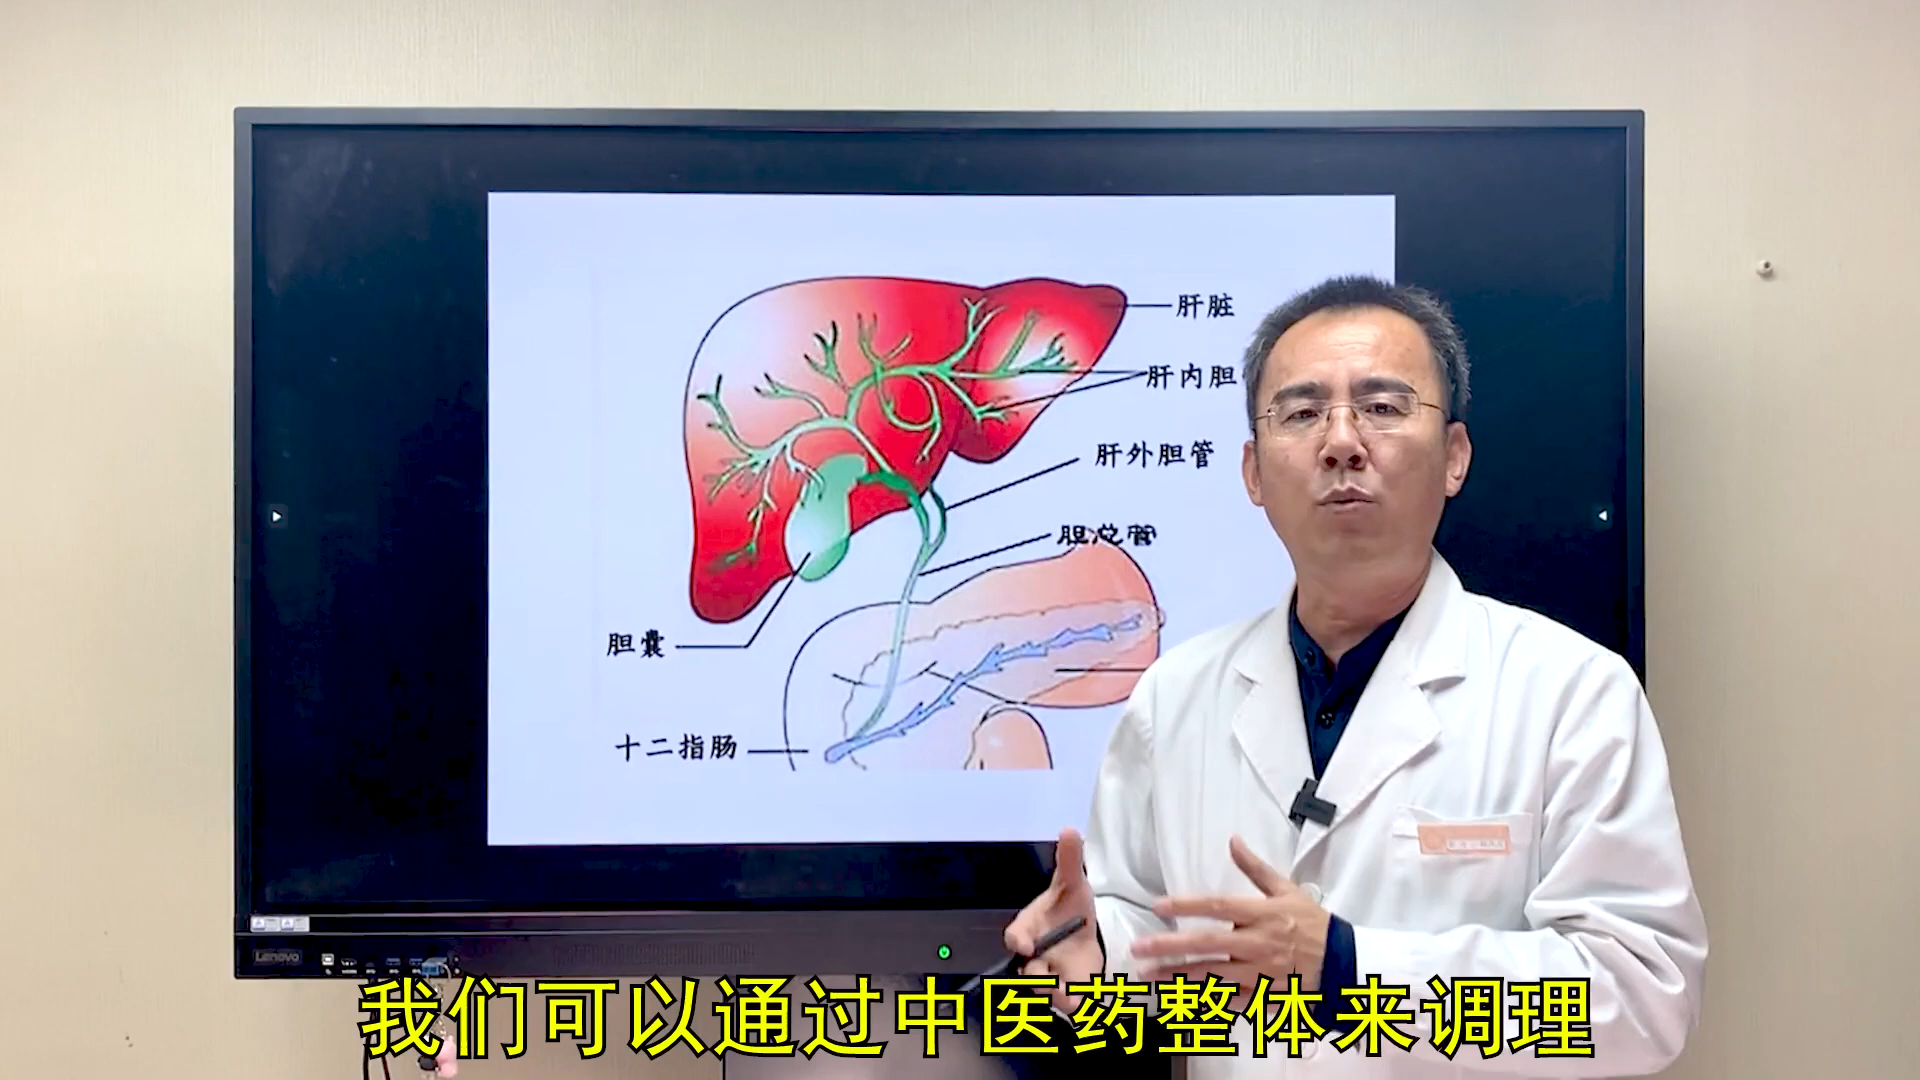 肝脏
肝内胆
肝外胆管
胆总管
胆囊
十二指肠
Lenovo
我们可以通过中医药整体来调理